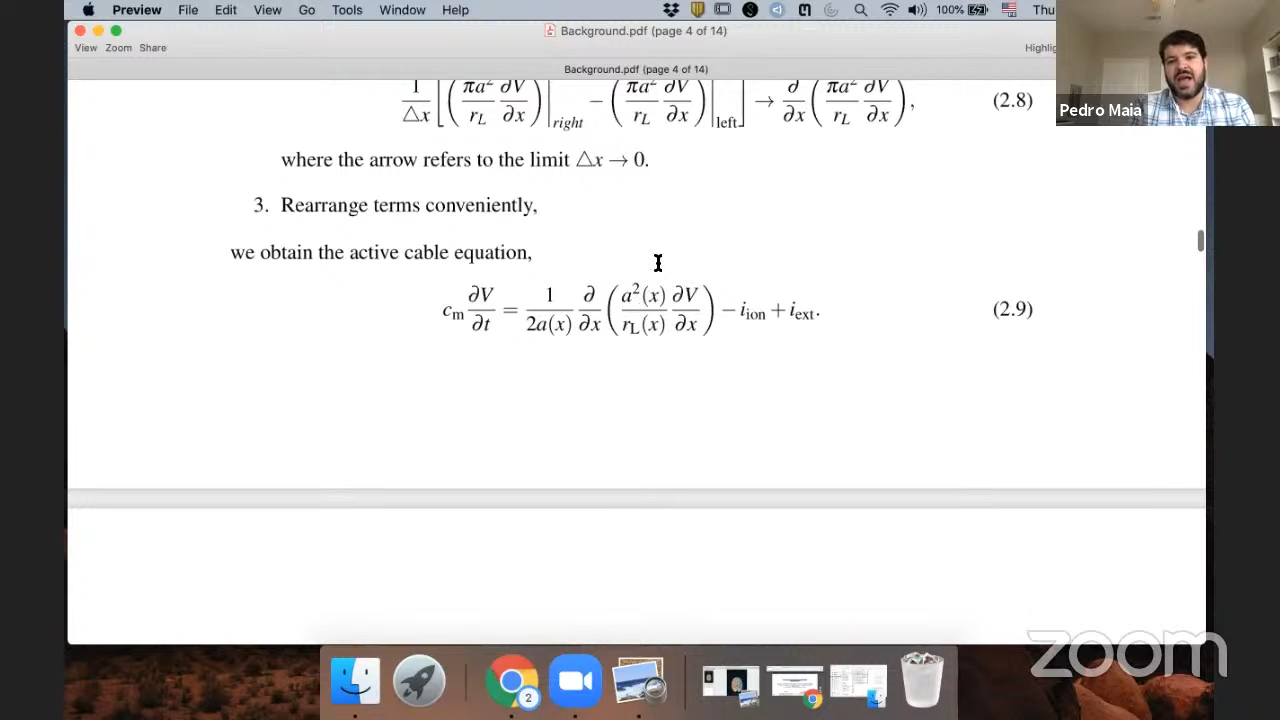 Preview File Edit View Go Tools Window Help 100% Thu
Background.pdf (page 4 of 14)
View Zoom Share Highlig
Background.pdf (page 4 of 14)
1/△x [(πa²/r_L ∂V/∂x)|right − (πa²/r_L ∂V/∂x)|left] → ∂/∂x (πa²/r_L ∂V/∂x), (2.8)
Pedro Maia
where the arrow refers to the limit △x → 0.
3. Rearrange terms conveniently,
we obtain the active cable equation,
c_m ∂V/∂t = 1/2a(x) ∂/∂x (a²(x)/r_L(x) ∂V/∂x) − i_ion + i_ext. (2.9)
zoom
2